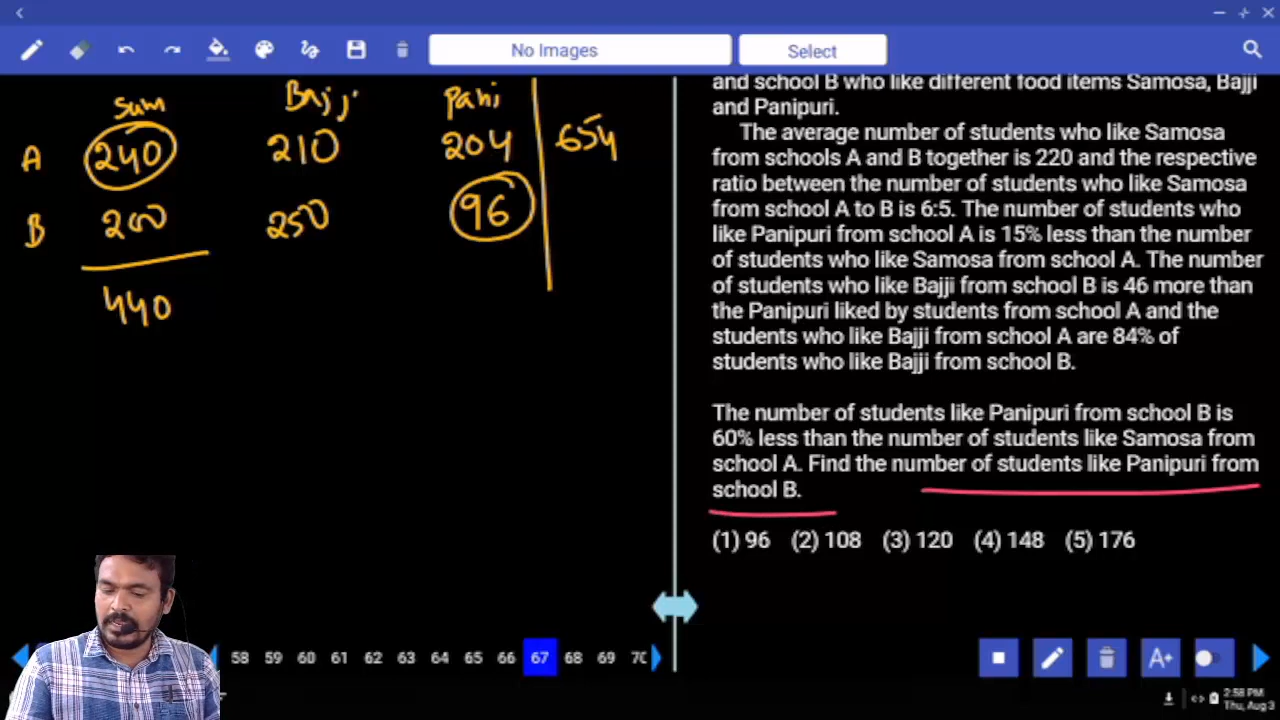 No Images
Select
Sam Bajji Pani
A 240 210 204 654
B 200 250 96
440
and school B who like different food items Samosa, Bajji
and Panipuri.
The average number of students who like Samosa
from schools A and B together is 220 and the respective
ratio between the number of students who like Samosa
from school A to B is 6:5. The number of students who
like Panipuri from school A is 15% less than the number
of students who like Samosa from school A. The number
of students who like Bajji from school B is 46 more than
the Panipuri liked by students from school A and the
students who like Bajji from school A are 84% of
students who like Bajji from school B.
The number of students like Panipuri from school B is
60% less than the number of students like Samosa from
school A. Find the number of students like Panipuri from
school B.
(1) 96 (2) 108 (3) 120 (4) 148 (5) 176
58 59 60 61 62 63 64 65 66 67 68 69
A+
2:58 PM
Thu, Aug 3